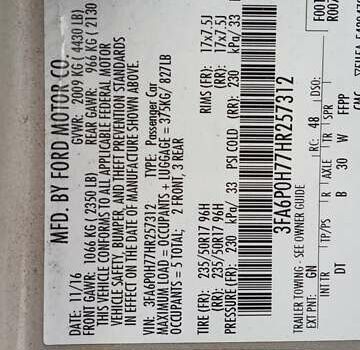 MFD. BY FORD MOTOR CO.
DATE: 11/16 GVWR: 2009 KG (4430 LB)
FRONT GAWR: 1066 KG (2350 LB) REAR GAWR: 966 KG (2130
THIS VEHICLE CONFORMS TO ALL APPLICABLE FEDERAL MOTOR
VEHICLE SAFETY, BUMPER, AND THEFT PREVENTION STANDARDS
IN EFFECT ON THE DATE OF MANUFACTURE SHOWN ABOVE.
VIN: 3FA6P0H77HR257312 TYPE: Passenger Car
MAXIMUM LOAD = OCCUPANTS + LUGGAGE = 375KG/ 827LB
OCCUPANTS = 5 TOTAL; 2 FRONT, 3 REAR
TIRE (FR): 235/50R17 96H RIMS (FR): 17x7.5J
(RR): 235/50R17 96H (RR): 17x7.5J
PRESSURE(FR): 230 kPa/ 33 PSI COLD (RR): 230 kPa/ 33
3FA6P0H77HR257312
TRAILER TOWING: SEE OWNER GUIDE
EXT PNT: GN RC: 48 DSO:
INT TP/PS R AXLE TR SPR
DT B 30 W FEPP